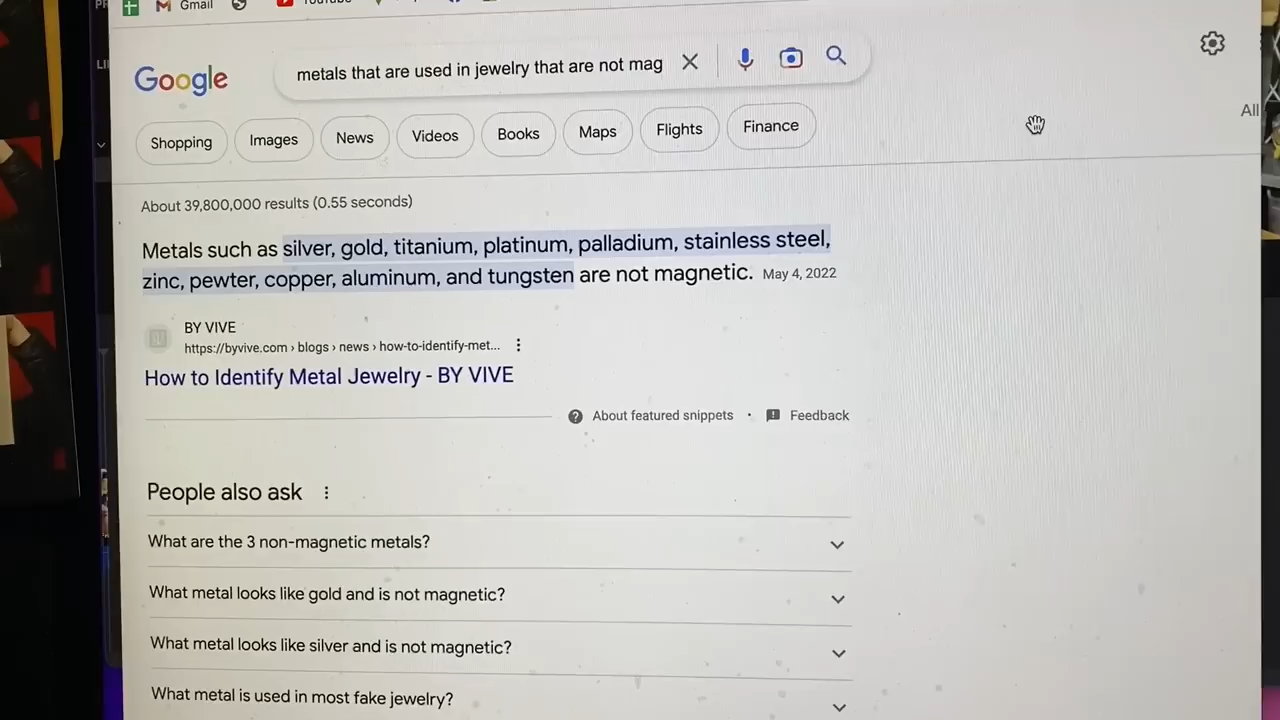 Gmail
Google
metals that are used in jewelry that are not mag
Shopping
Images
News
Videos
Books
Maps
Flights
Finance
All
About 39,800,000 results (0.55 seconds)
Metals such as silver, gold, titanium, platinum, palladium, stainless steel,
zinc, pewter, copper, aluminum, and tungsten are not magnetic. May 4, 2022
BY VIVE
https://byvive.com › blogs › news › how-to-identify-met...
How to Identify Metal Jewelry - BY VIVE
About featured snippets • Feedback
People also ask
What are the 3 non-magnetic metals?
What metal looks like gold and is not magnetic?
What metal looks like silver and is not magnetic?
What metal is used in most fake jewelry?